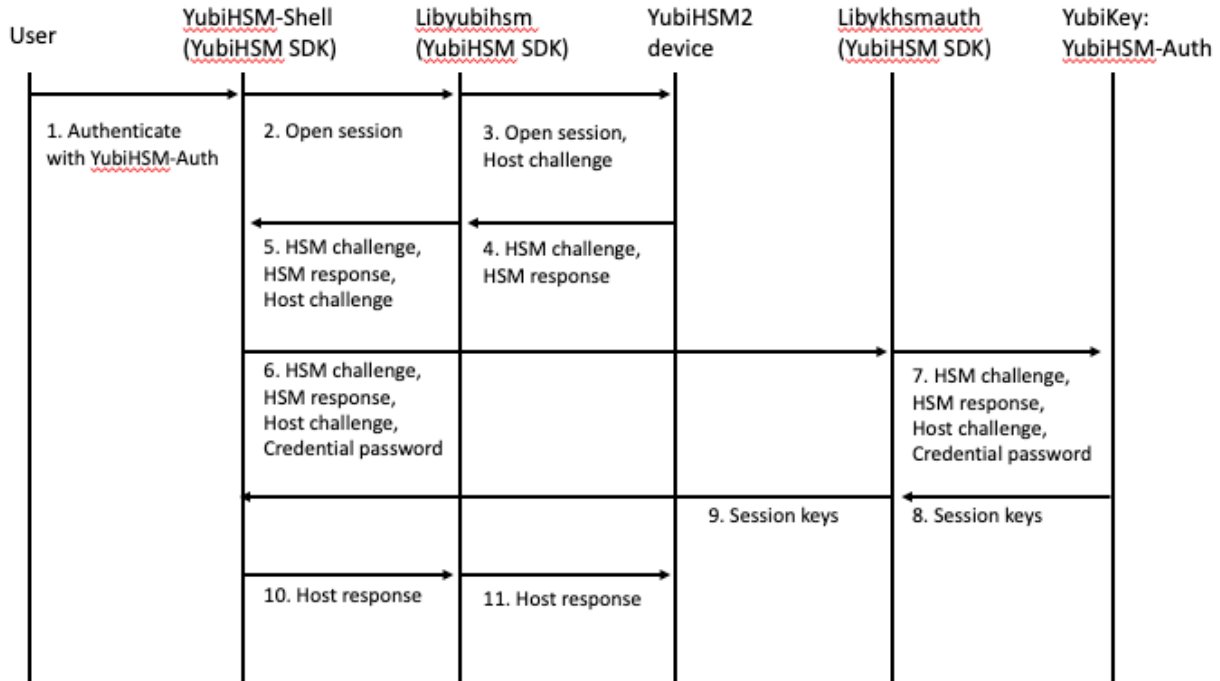 User
YubiHSM-Shell
(YubiHSM SDK)
Libyubihsm
(YubiHSM SDK)
YubiHSM2
device
Libykhsmauth
(YubiHSM SDK)
YubiKey:
YubiHSM-Auth
1. Authenticate
with YubiHSM-Auth
2. Open session
3. Open session,
Host challenge
5. HSM challenge,
HSM response,
Host challenge
4. HSM challenge,
HSM response
6. HSM challenge,
HSM response,
Host challenge,
Credential password
7. HSM challenge,
HSM response,
Host challenge,
Credential password
9. Session keys
8. Session keys
10. Host response
11. Host response